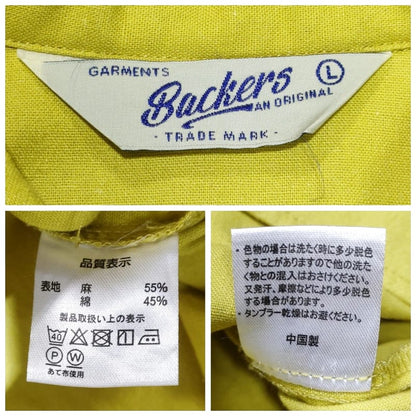 GARMENTS
Backers
L
AN ORIGINAL
- TRADE MARK -
品質表示
表地 麻 55%
綿 45%
製品取扱い上の表示
40
P W
あて布使用
・色物の場合は洗たく時に多少脱色
することがありますので他の洗た
く物との混入はおさけください。
又発汗、摩擦などにより多少脱色
する場合があります。
・タンブラー乾燥はお避ください。
中国製